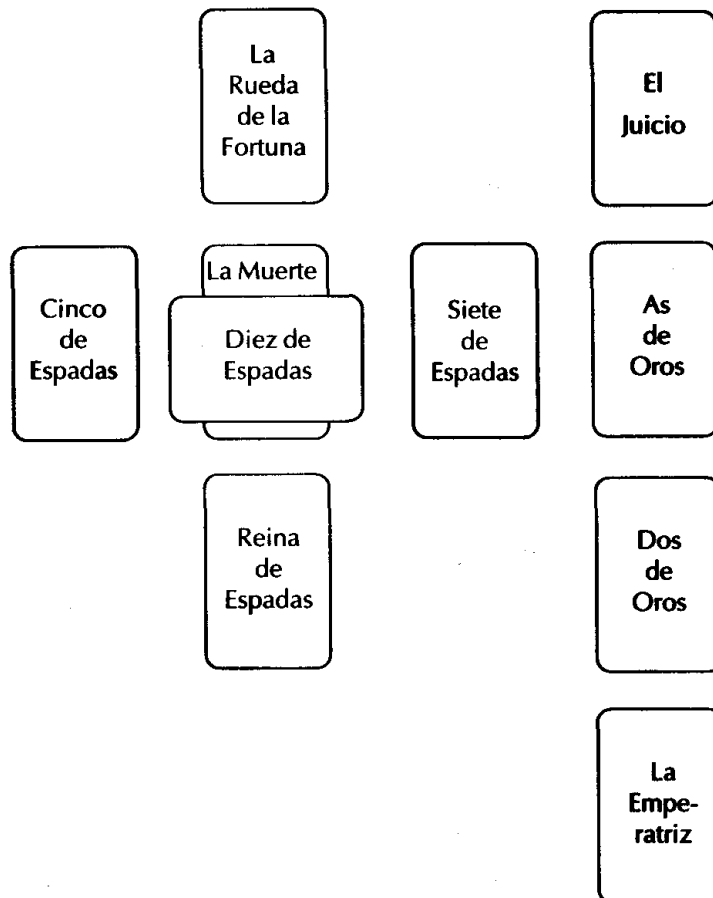 La
Rueda
de la
Fortuna
El
Juicio
La Muerte
Cinco
de
Espadas
Diez de
Espadas
Siete
de
Espadas
As
de
Oros
Reina
de
Espadas
Dos
de
Oros
La
Empe-
ratriz